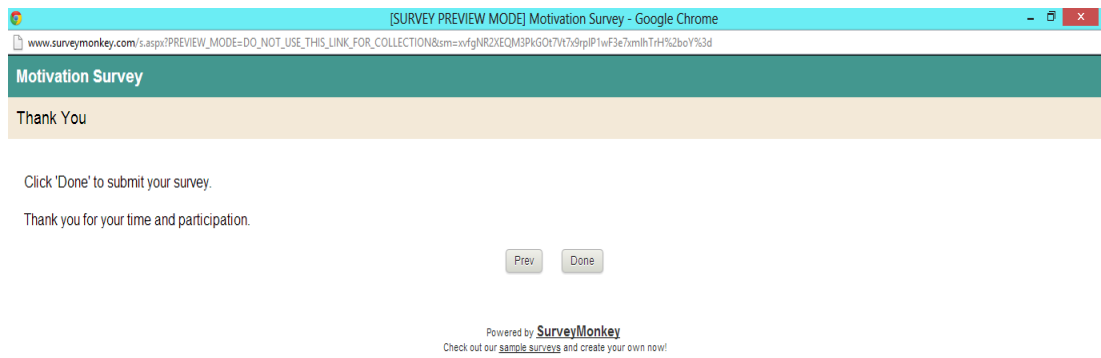 [SURVEY PREVIEW MODE] Motivation Survey - Google Chrome
www.surveymonkey.com/s.aspx?PREVIEW_MODE=DO_NOT_USE_THIS_LINK_FOR_COLLECTION&sm=xvfgNR2XEQM3PkGOt7Vt7x9rplP1wF3e7xmlhTrH%2boY%3d
Motivation Survey
Thank You
Click 'Done' to submit your survey.
Thank you for your time and participation.
Prev Done
Powered by SurveyMonkey
Check out our sample surveys and create your own now!